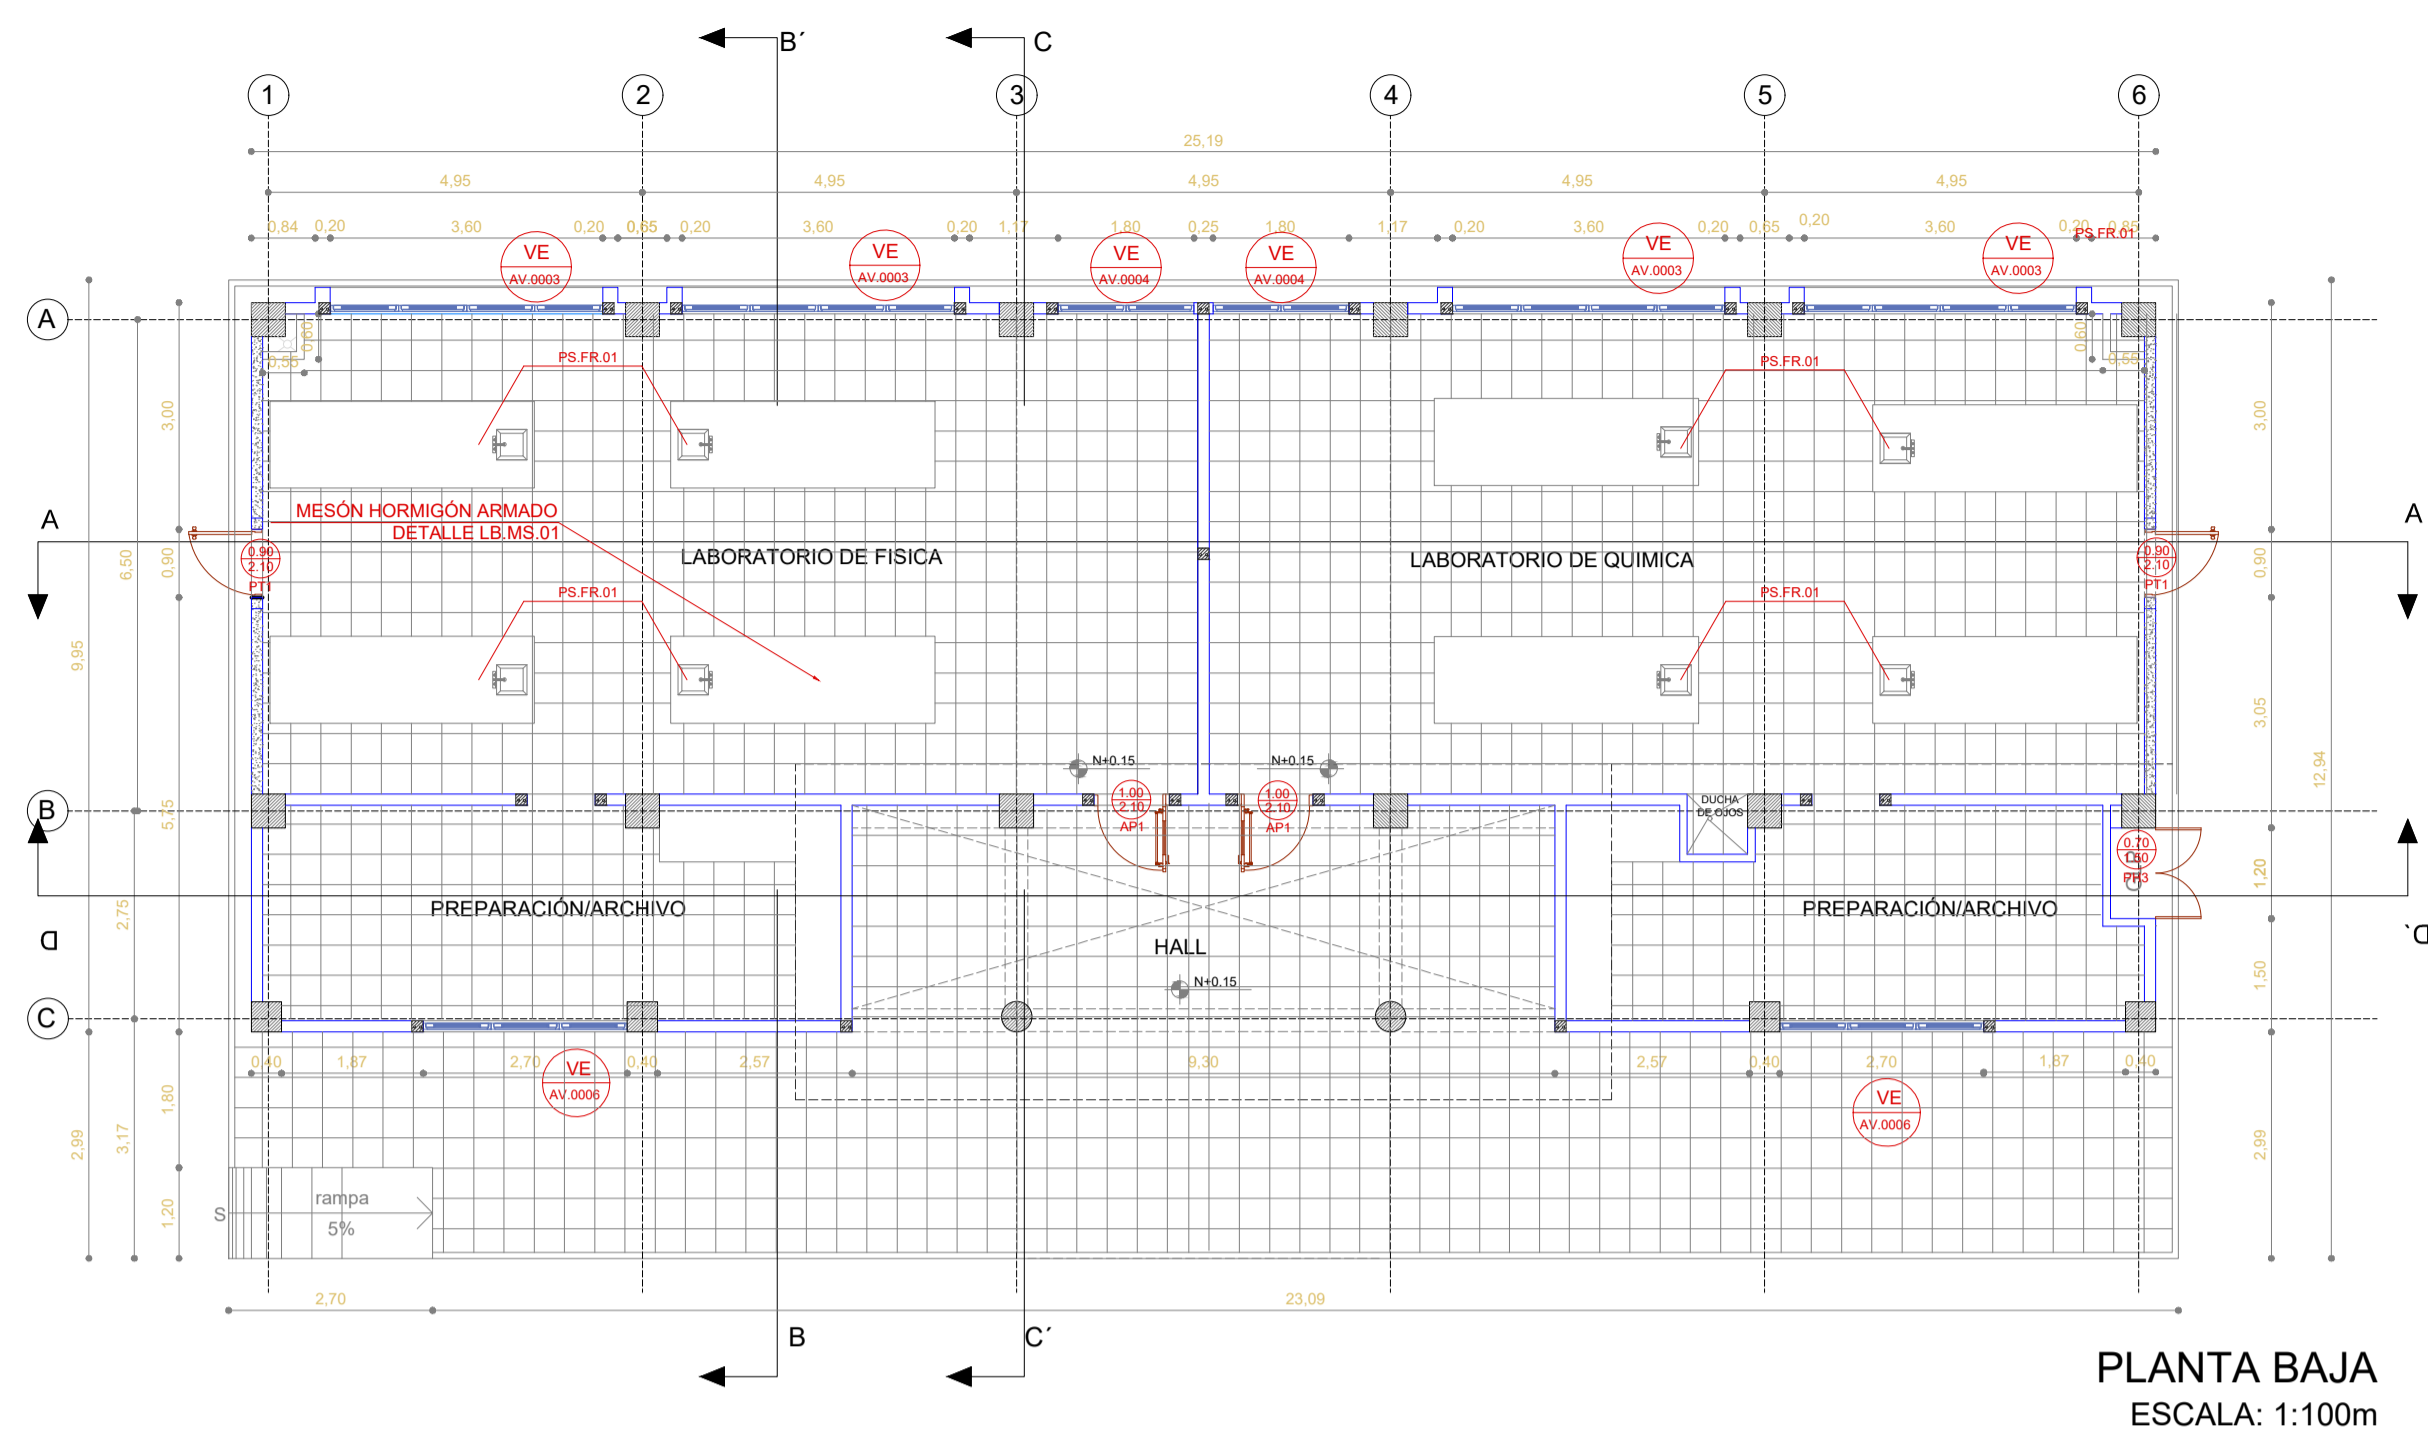 B´
C
1
2
3
4
5
6
25,19
4,95
4,95
4,95
4,95
4,95
0,84
0,20
3,60
0,20
0,65
0,20
3,60
0,20
1,17
1,80
0,25
1,80
1,17
0,20
3,60
0,20
0,65
0,20
3,60
0,20
0,85
PS.FR.01
VE
AV.0003
VE
AV.0003
VE
AV.0004
VE
AV.0004
VE
AV.0003
VE
AV.0003
A
0,60
0,55
0,60
0,55
PS.FR.01
PS.FR.01
3,00
3,00
MESÓN HORMIGÓN ARMADO
DETALLE LB.MS.01
A
A
LABORATORIO DE FISICA
LABORATORIO DE QUIMICA
0.90
2.10
PT1
0.90
2.10
PT1
6,50
0,90
0,90
PS.FR.01
PS.FR.01
9,95
3,05
12,94
N+0.15
N+0.15
B
5,75
1.00
2.10
AP1
1.00
2.10
AP1
DUCHA
DE OJOS
0.70
1.50
PP3
1,20
PREPARACIÓN/ARCHIVO
PREPARACIÓN/ARCHIVO
2,75
D
HALL
D´
N+0.15
1,50
C
0,40
1,87
2,70
0,40
2,57
9,30
2,57
0,40
2,70
1,87
0,40
VE
AV.0006
VE
AV.0006
1,80
2,99
3,17
2,99
1,20
rampa
S
5%
2,70
23,09
B
C´
PLANTA BAJA
ESCALA: 1:100m